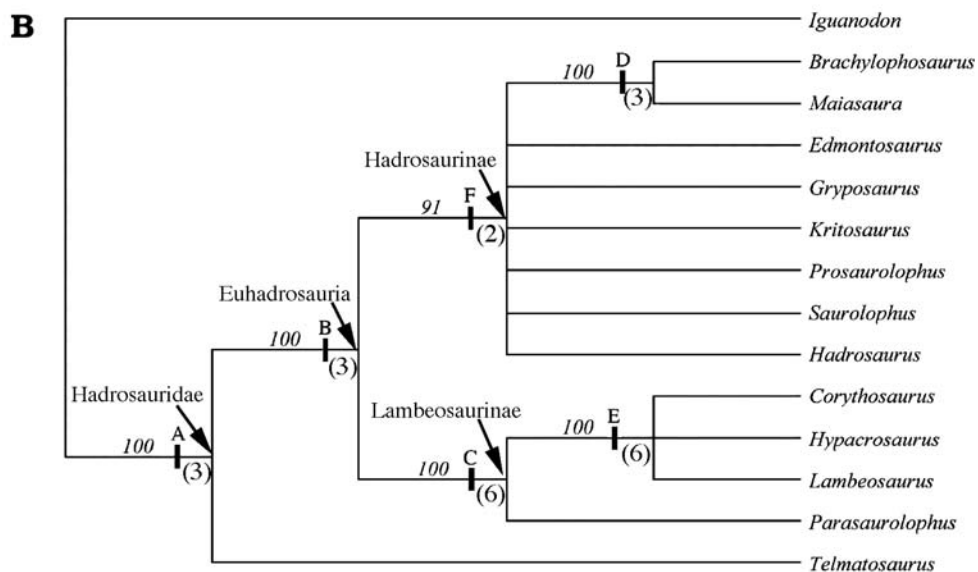 B
Iguanodon
D
100
(3)
Brachylophosaurus
Maiasaura
Edmontosaurus
Hadrosaurinae
Gryposaurus
F
91
(2)
Kritosaurus
Prosaurolophus
Euhadrosauria
Saurolophus
B
100
(3)
Hadrosaurus
Hadrosauridae
Lambeosaurinae
Corythosaurus
E
100
(6)
Hypacrosaurus
A
100
(3)
C
100
(6)
Lambeosaurus
Parasaurolophus
Telmatosaurus